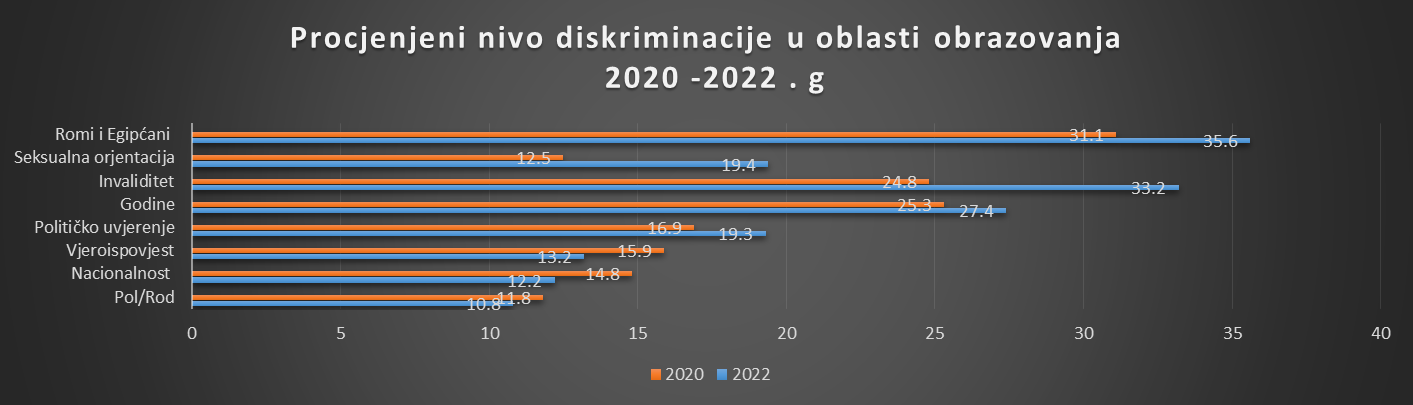 Procjenjeni nivo diskriminacije u oblasti obrazovanja
2020 -2022 . g
Romi i Egipćani 31.1 35.6
Seksualna orjentacija 12.5 19.4
Invaliditet 24.8 33.2
Godine 25.3 27.4
Političko uvjerenje 16.9 19.3
Vjeroispovjest 15.9 13.2
Nacionalnost 14.8 12.2
Pol/Rod 11.8 10.8
0 5 10 15 20 25 30 35 40
2020 2022